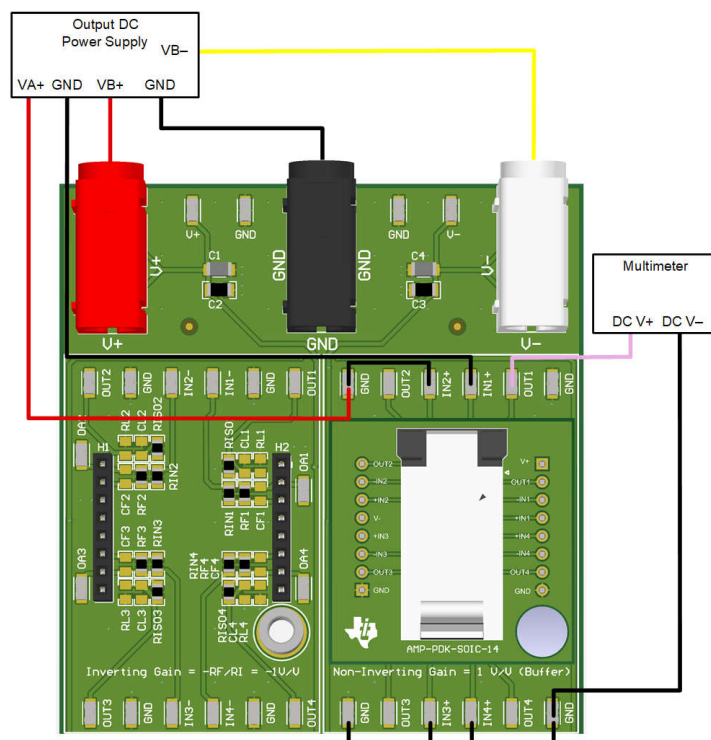 Output DC
Power Supply
VB–
VA+ GND VB+ GND
Multimeter
DC V+ DC V–
V+
GND
GND
V-
C1
C2
C4
C3
V+
GND
GND
V-
V+
GND
V-
OUT2
GND
IN2-
IN1-
GND
OUT1
GND
OUT2
IN2+
IN1+
OUT1
GND
OA2
RL2
CL2
RISO2
H1
CF2
RF2
RIN2
RISO
CL1
RL1
H2
OA1
RIN1
RF1
CF1
CF3
RF3
RIN3
OA3
RL3
CL3
RISO3
RIN4
RF4
CF4
OA4
RISO4
CL4
RL4
OUT2
-IN2
+IN2
V-
+IN3
-IN3
OUT3
GND
V+
OUT1
-IN1
+IN1
+IN4
-IN4
OUT4
GND
AMP-PDK-SOIC-14
Inverting Gain = -RF/RI = -1V/V
Non-Inverting Gain = 1 V/V (Buffer)
OUT3
GND
IN3-
IN4-
GND
OUT4
GND
OUT3
IN3+
IN4+
OUT4
GND